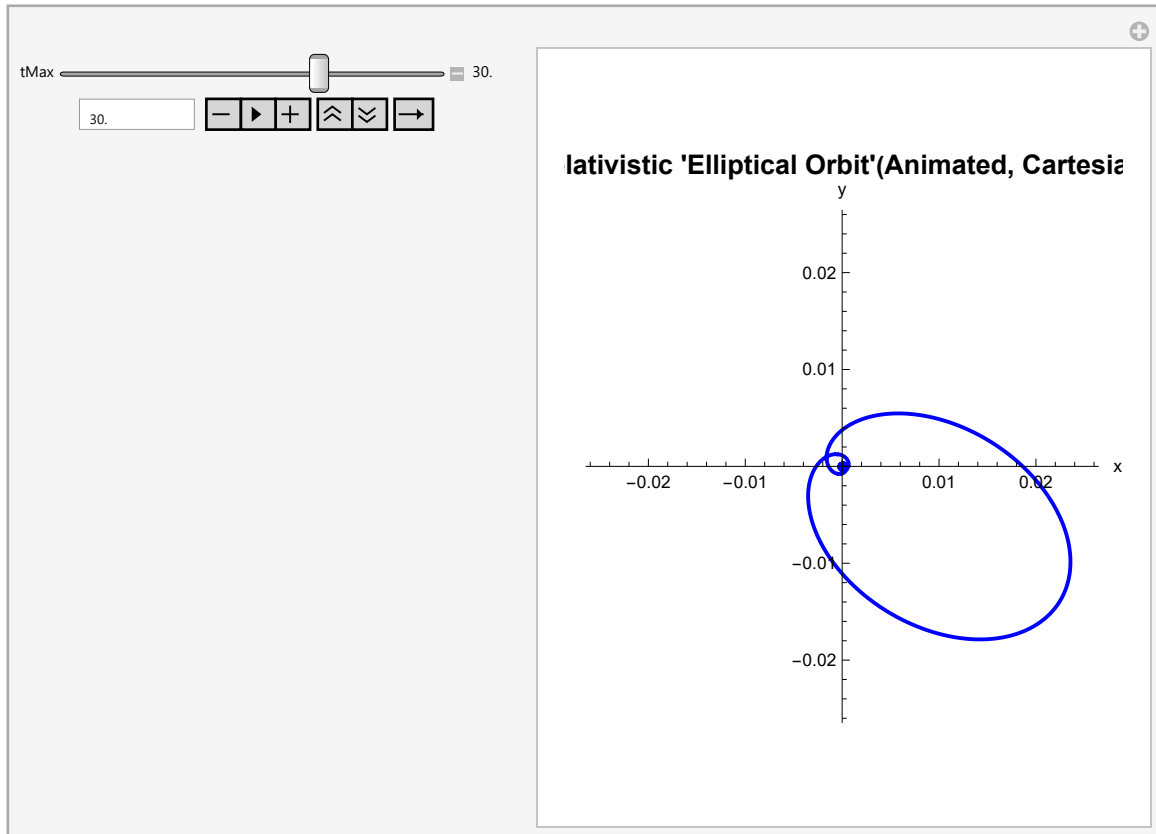 tMax 30.
30.
lativistic 'Elliptical Orbit'(Animated, Cartesia
y
0.02
0.01
x
−0.02 −0.01 0.01 0.02
−0.01
−0.02